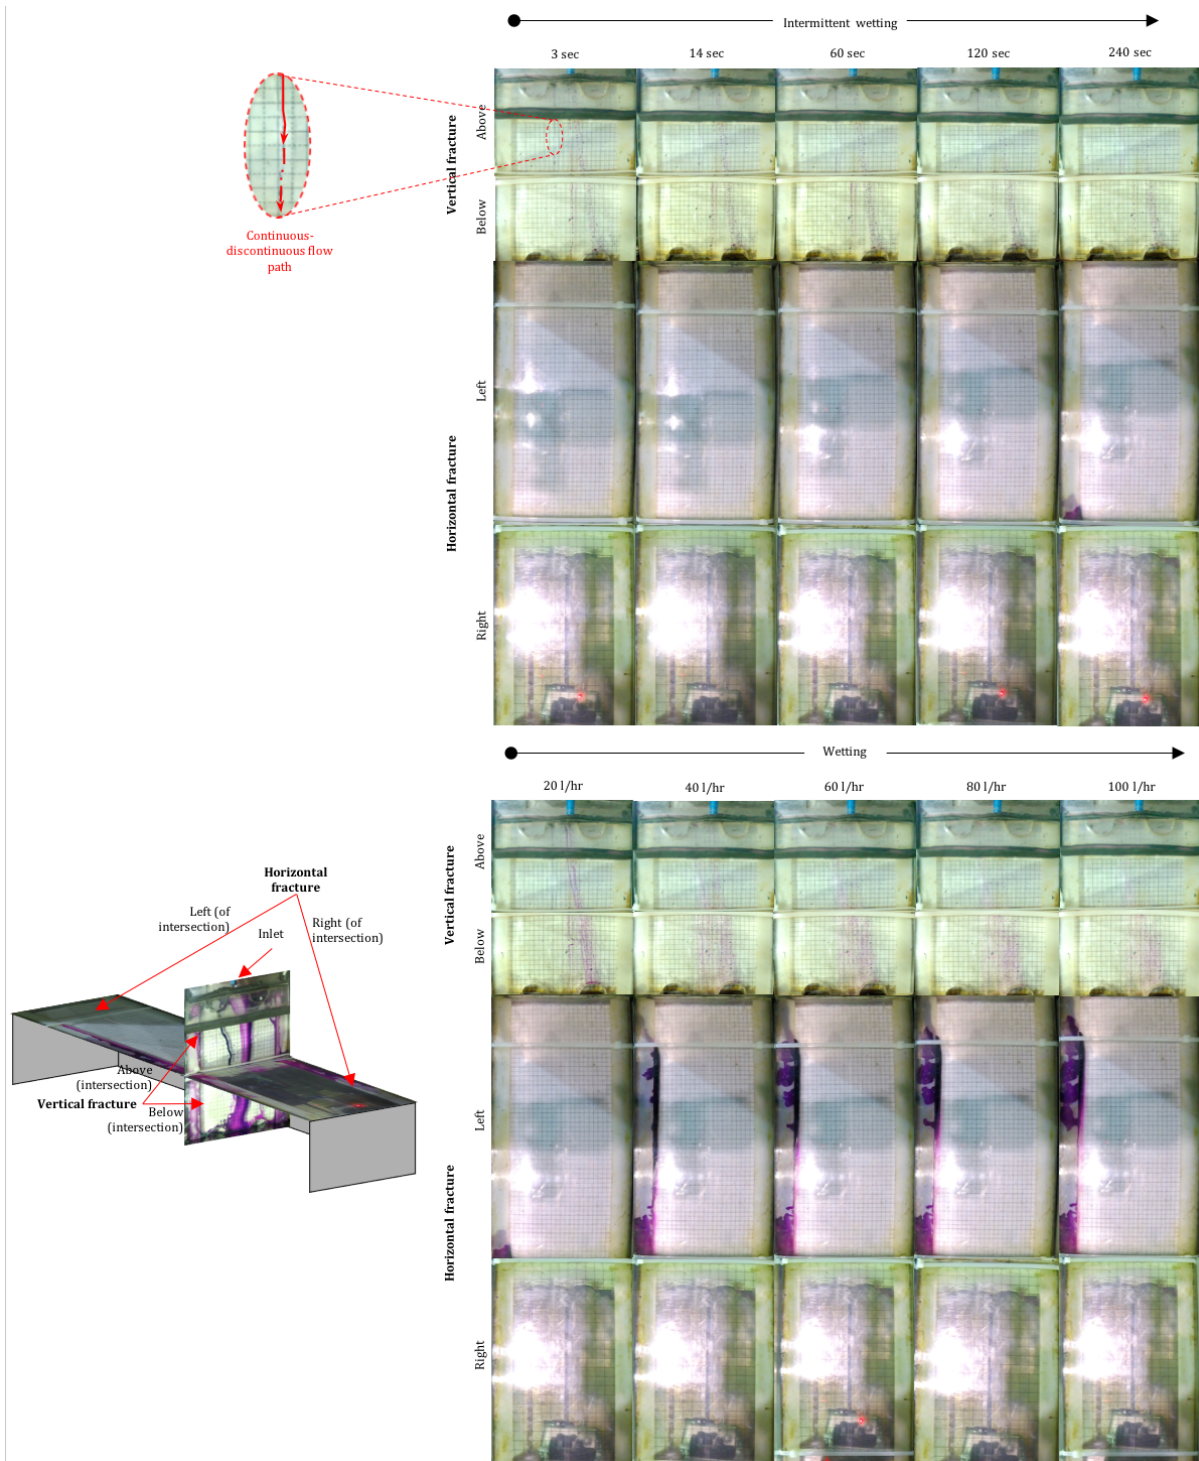 Intermittent wetting
3 sec
14 sec
60 sec
120 sec
240 sec
Vertical fracture
Above
Below
Continuous-
discontinuous flow
path
Horizontal fracture
Left
Right
Wetting
20 l/hr
40 l/hr
60 l/hr
80 l/hr
100 l/hr
Vertical fracture
Above
Below
Horizontal fracture
Left
Right
Horizontal
fracture
Left (of
intersection)
Inlet
Right (of
intersection)
Above
(intersection)
Vertical fracture
Below
(intersection)